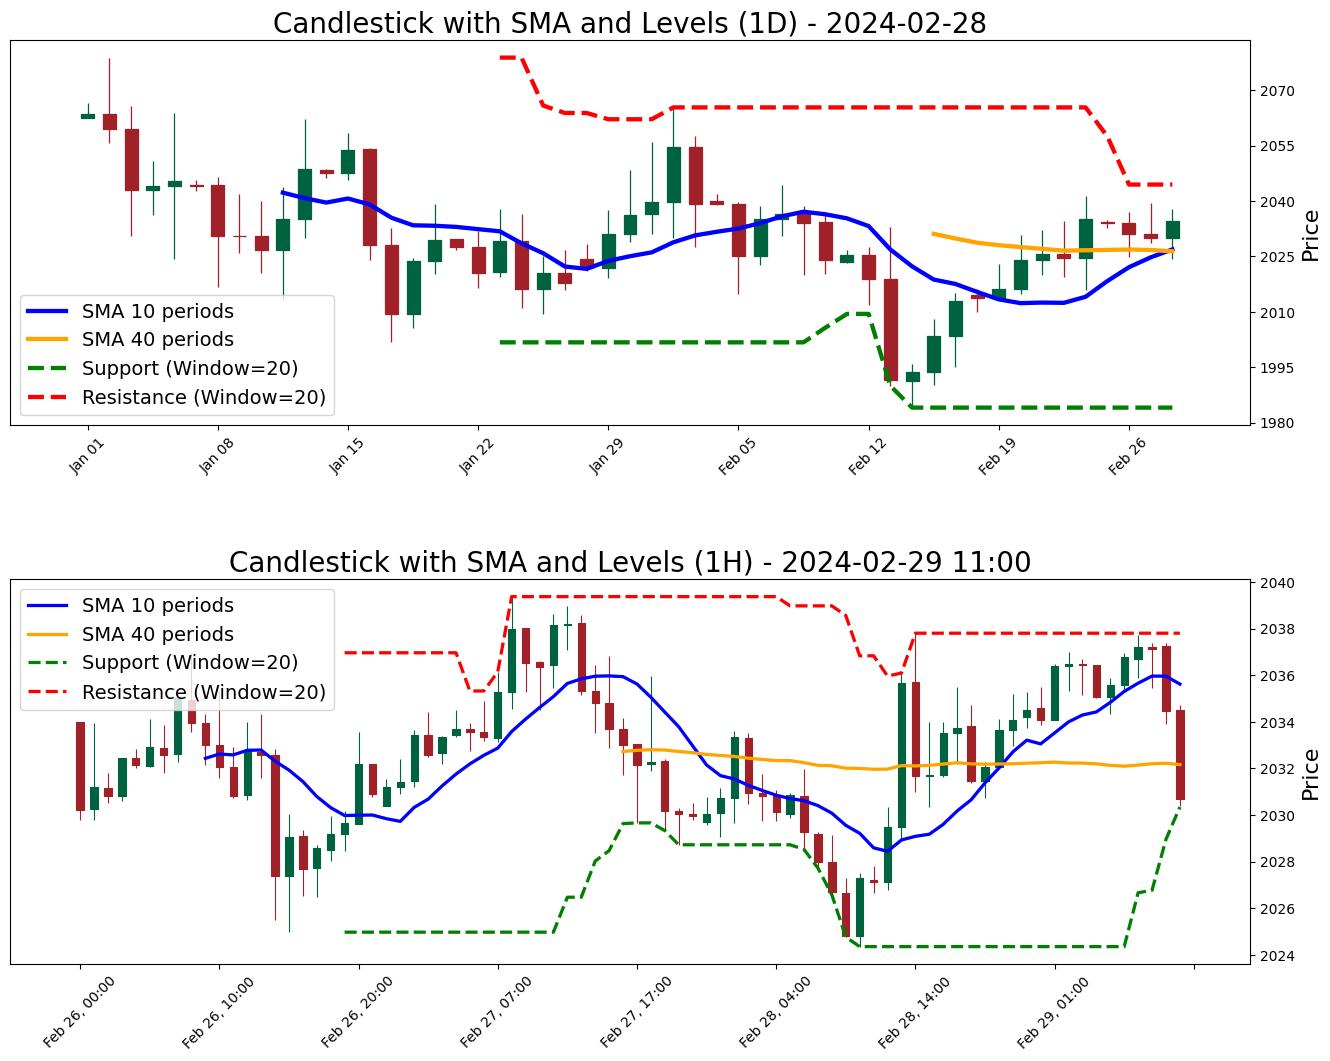 Candlestick with SMA and Levels (1D) - 2024-02-28
2070
2055
2040
2025
2010
1995
1980
Price
SMA 10 periods
SMA 40 periods
Support (Window=20)
Resistance (Window=20)
Jan 01
Jan 08
Jan 15
Jan 22
Jan 29
Feb 05
Feb 12
Feb 19
Feb 26
Candlestick with SMA and Levels (1H) - 2024-02-29 11:00
SMA 10 periods
SMA 40 periods
Support (Window=20)
Resistance (Window=20)
2040
2038
2036
2034
2032
2030
2028
2026
2024
Price
Feb 26, 00:00
Feb 26, 10:00
Feb 26, 20:00
Feb 27, 07:00
Feb 27, 17:00
Feb 28, 04:00
Feb 28, 14:00
Feb 29, 01:00